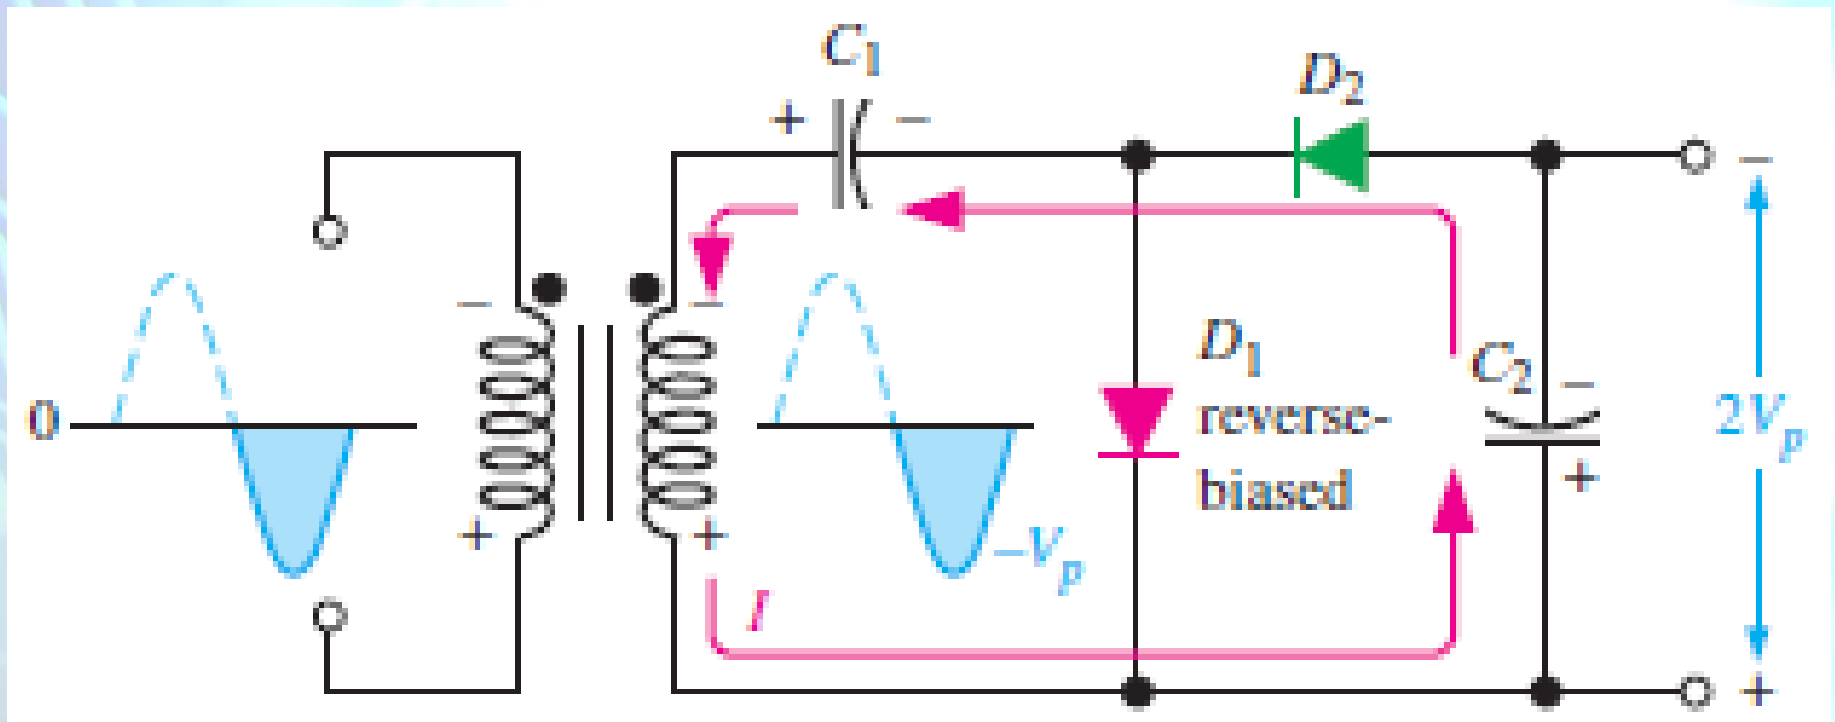 C1
+ −
D2
−
− −
D1
reverse-
biased
C2 −
+
2Vp
0
+ +
−Vp
I
+